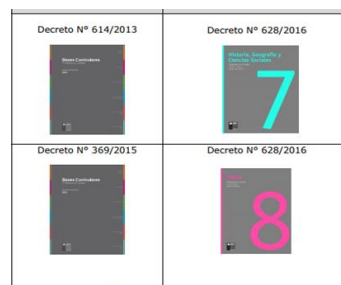 Decreto N° 614/2013
Decreto N° 628/2016
Bases Curriculares
Historia, Geografía y
Ciencias Sociales
7
Decreto N° 369/2015
Decreto N° 628/2016
Bases Curriculares
8